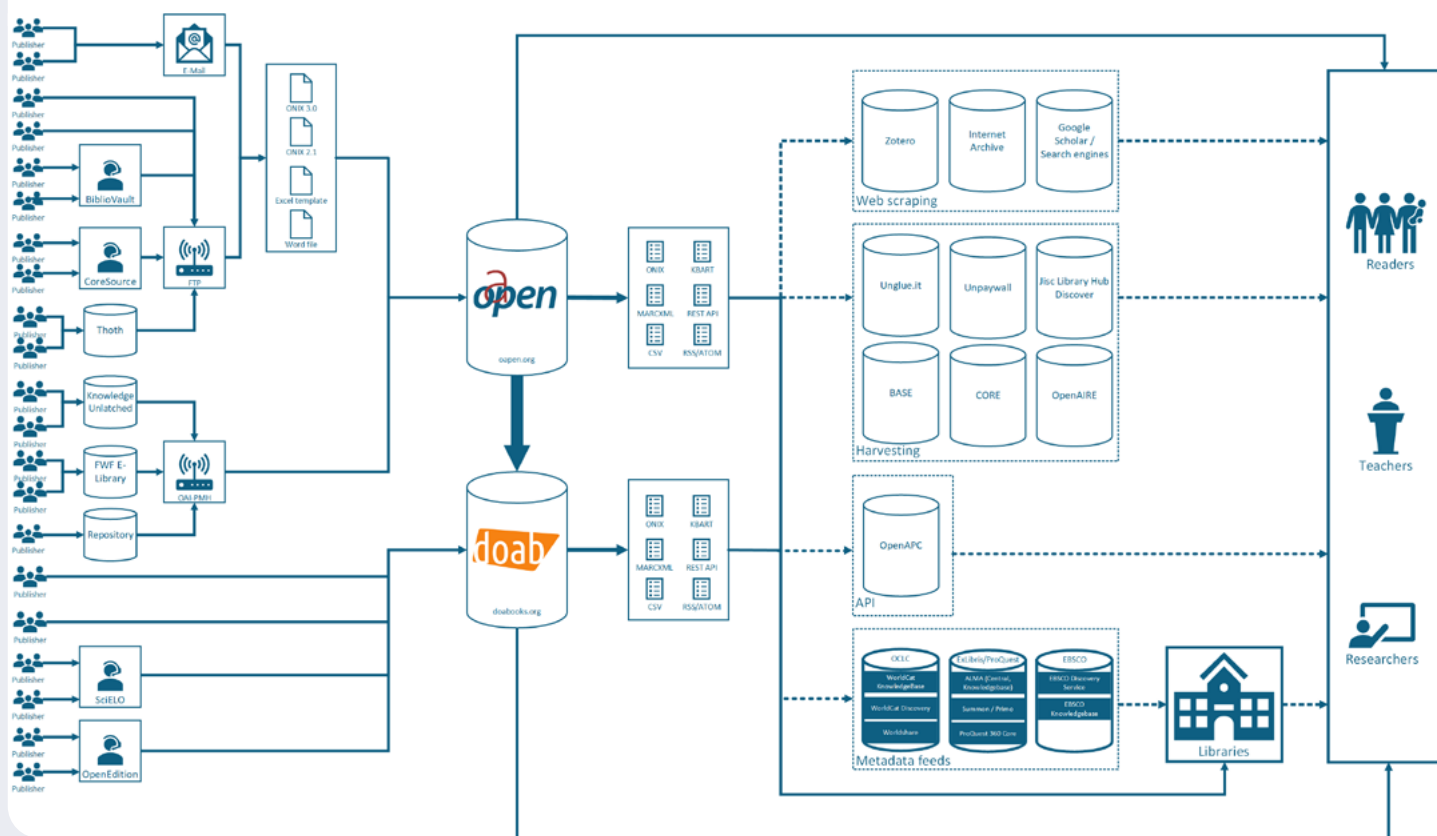 Publisher
Publisher
E-Mail
Publisher
Publisher
Publisher
Publisher
BiblioVault
Publisher
Publisher
CoreSource
FTP
Publisher
Publisher
Thoth
ONIX 3.0
ONIX 2.1
Excel template
Word file
Publisher
Publisher
Knowledge
Unlatched
Publisher
Publisher
FWF E-
Library
OAI-PMH
Publisher
Repository
Publisher
Publisher
Publisher
Publisher
SciELO
Publisher
Publisher
OpenEdition
oapen
oapen.org
doab
doabooks.org
ONIX
KBART
MARCXML
REST API
CSV
RSS/ATOM
ONIX
KBART
MARCXML
REST API
CSV
RSS/ATOM
Zotero
Internet
Archive
Google
Scholar /
Search engines
Web scraping
Unglue.it
Unpaywall
Jisc Library Hub
Discover
BASE
CORE
OpenAIRE
Harvesting
OpenAPC
API
OCLC
WorldCat
KnowledgeBase
WorldCat Discovery
Worldshare
ExLibris/ProQuest
ALMA (Central,
Knowledgebase)
Summon / Primo
ProQuest 360 Core
EBSCO
EBSCO Discovery
Service
EBSCO
Knowledgebase
Metadata feeds
Libraries
Readers
Teachers
Researchers